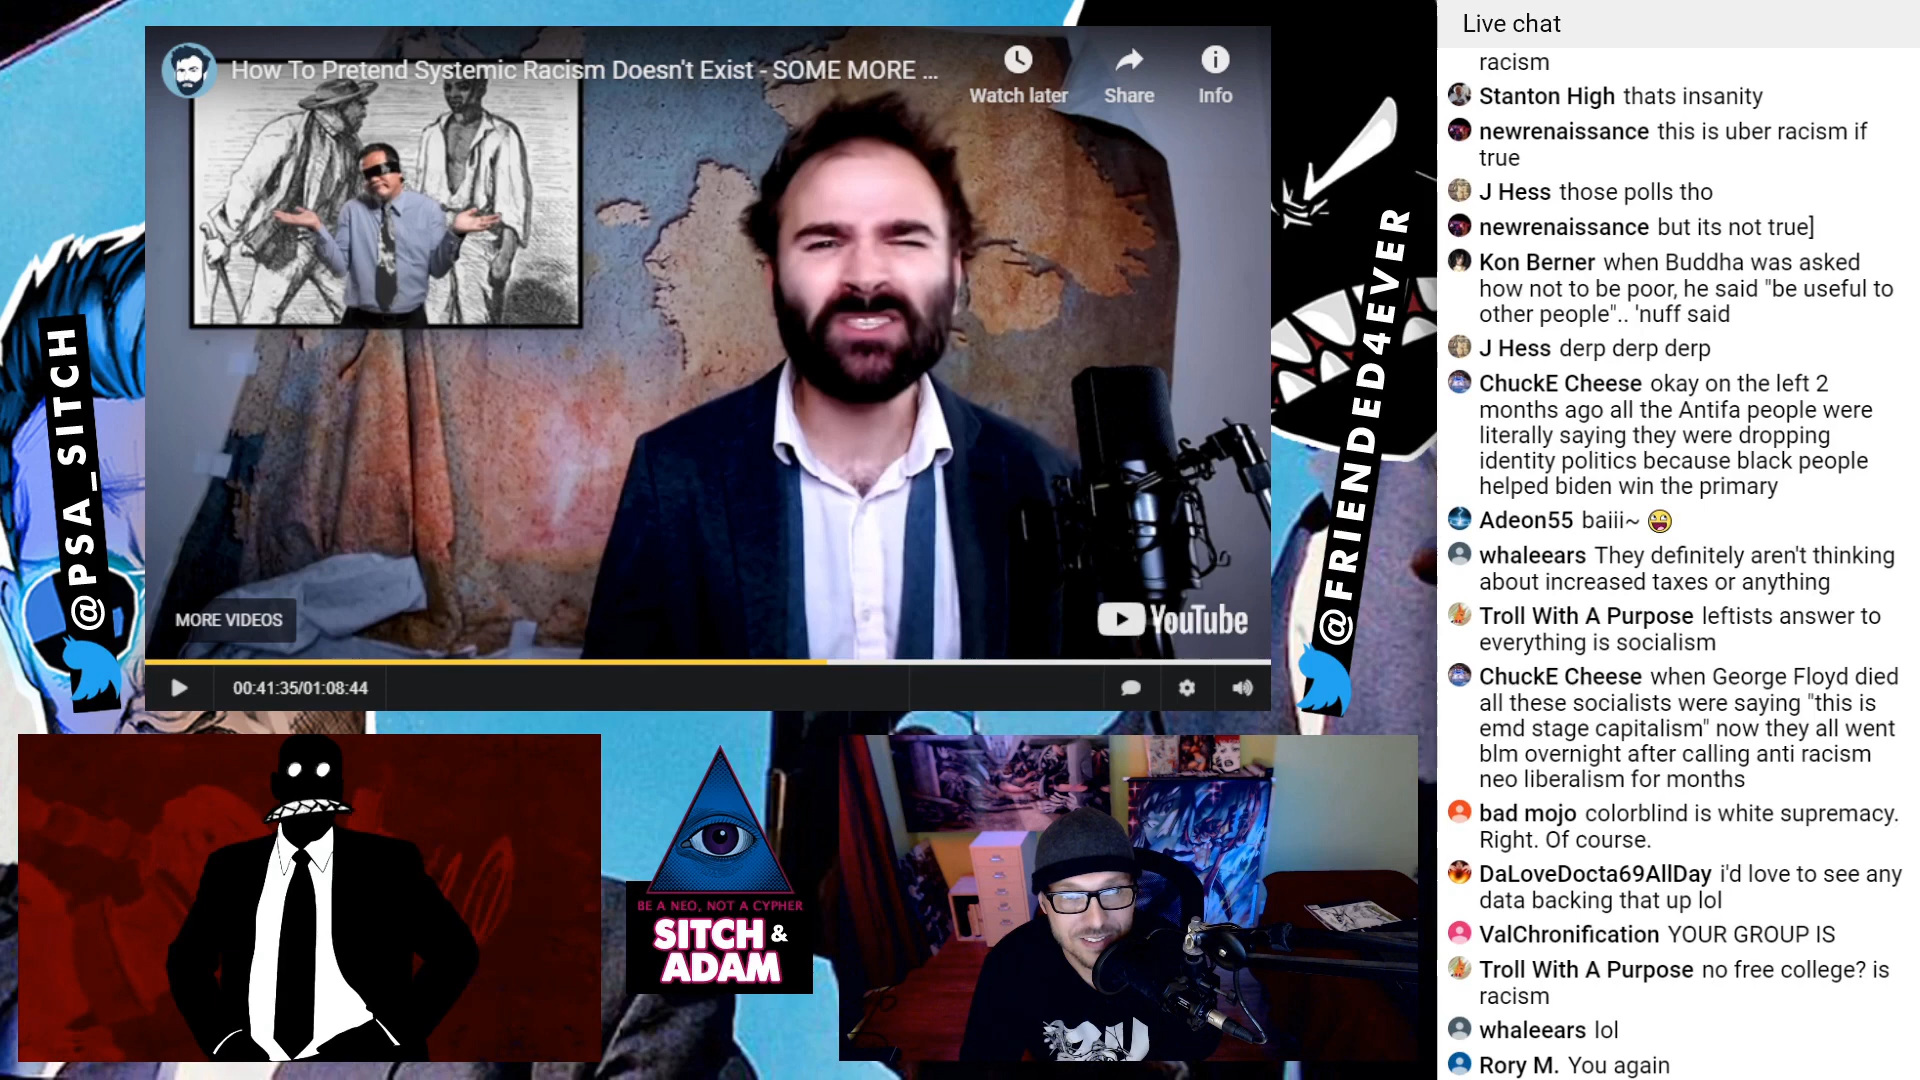 How To Pretend Systemic Racism Doesn't Exist - SOME MORE ...
Watch later
Share
Info
MORE VIDEOS
YouTube
00:41:35/01:08:44
@PSA_SITCH
@FRIENDED4EVER
BE A NEO, NOT A CYPHER
SITCH &
ADAM
Live chat
racism
Stanton High thats insanity
newrenaissance this is uber racism if
true
J Hess those polls tho
newrenaissance but its not true]
Kon Berner when Buddha was asked
how not to be poor, he said "be useful to
other people".. 'nuff said
J Hess derp derp derp
ChuckE Cheese okay on the left 2
months ago all the Antifa people were
literally saying they were dropping
identity politics because black people
helped biden win the primary
Adeon55 baiii~
whaleears They definitely aren't thinking
about increased taxes or anything
Troll With A Purpose leftists answer to
everything is socialism
ChuckE Cheese when George Floyd died
all these socialists were saying "this is
emd stage capitalism" now they all went
blm overnight after calling anti racism
neo liberalism for months
bad mojo colorblind is white supremacy.
Right. Of course.
DaLoveDocta69AllDay i'd love to see any
data backing that up lol
ValChronification YOUR GROUP IS
Troll With A Purpose no free college? is
racism
whaleears lol
Rory M. You again